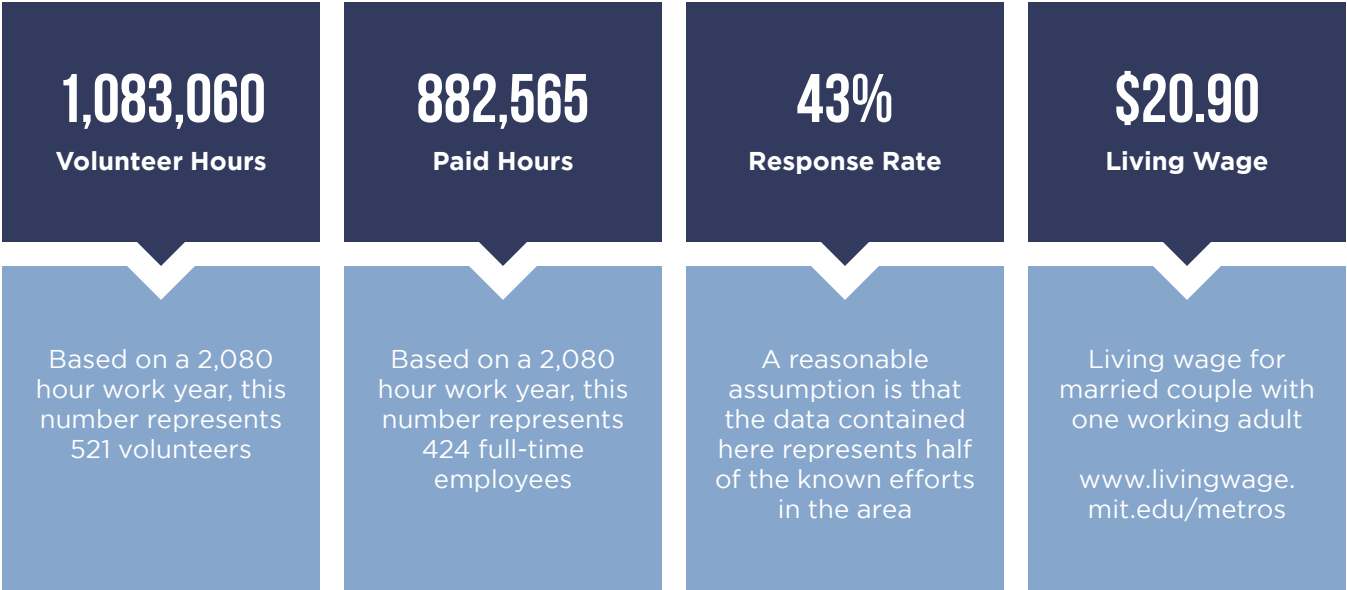 1,083,060
Volunteer Hours
Based on a 2,080
hour work year, this
number represents
521 volunteers
882,565
Paid Hours
Based on a 2,080
hour work year, this
number represents
424 full-time
employees
43%
Response Rate
A reasonable
assumption is that
the data contained
here represents half
of the known efforts
in the area
$20.90
Living Wage
Living wage for
married couple with
one working adult
www.livingwage.
mit.edu/metros